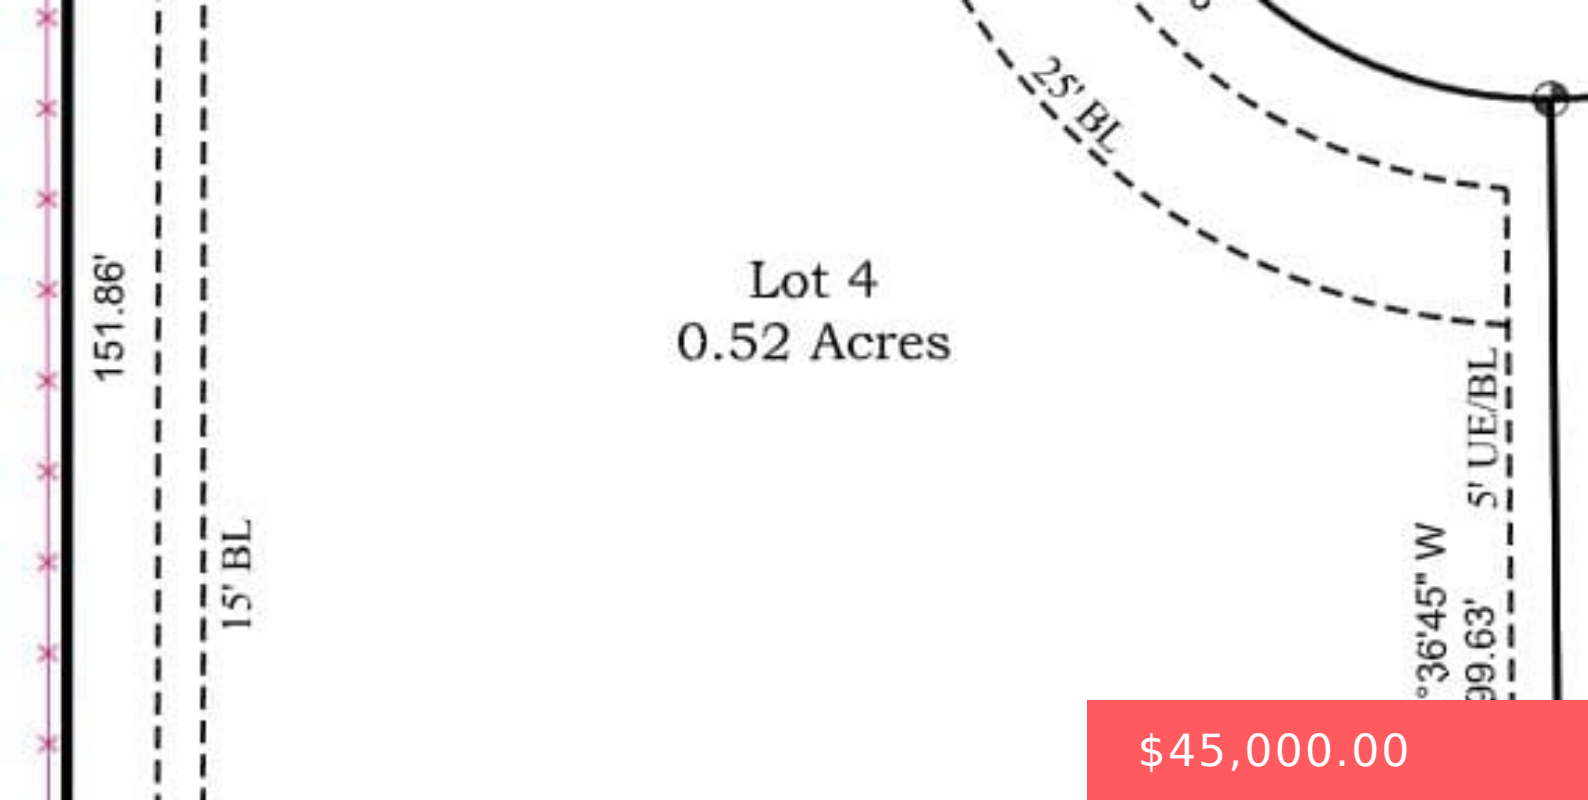 25' BL
Lot 4
0.52 Acres
151.86'
15' BL
5' UE/BL
°36'45" W
99.63'
$45,000.00